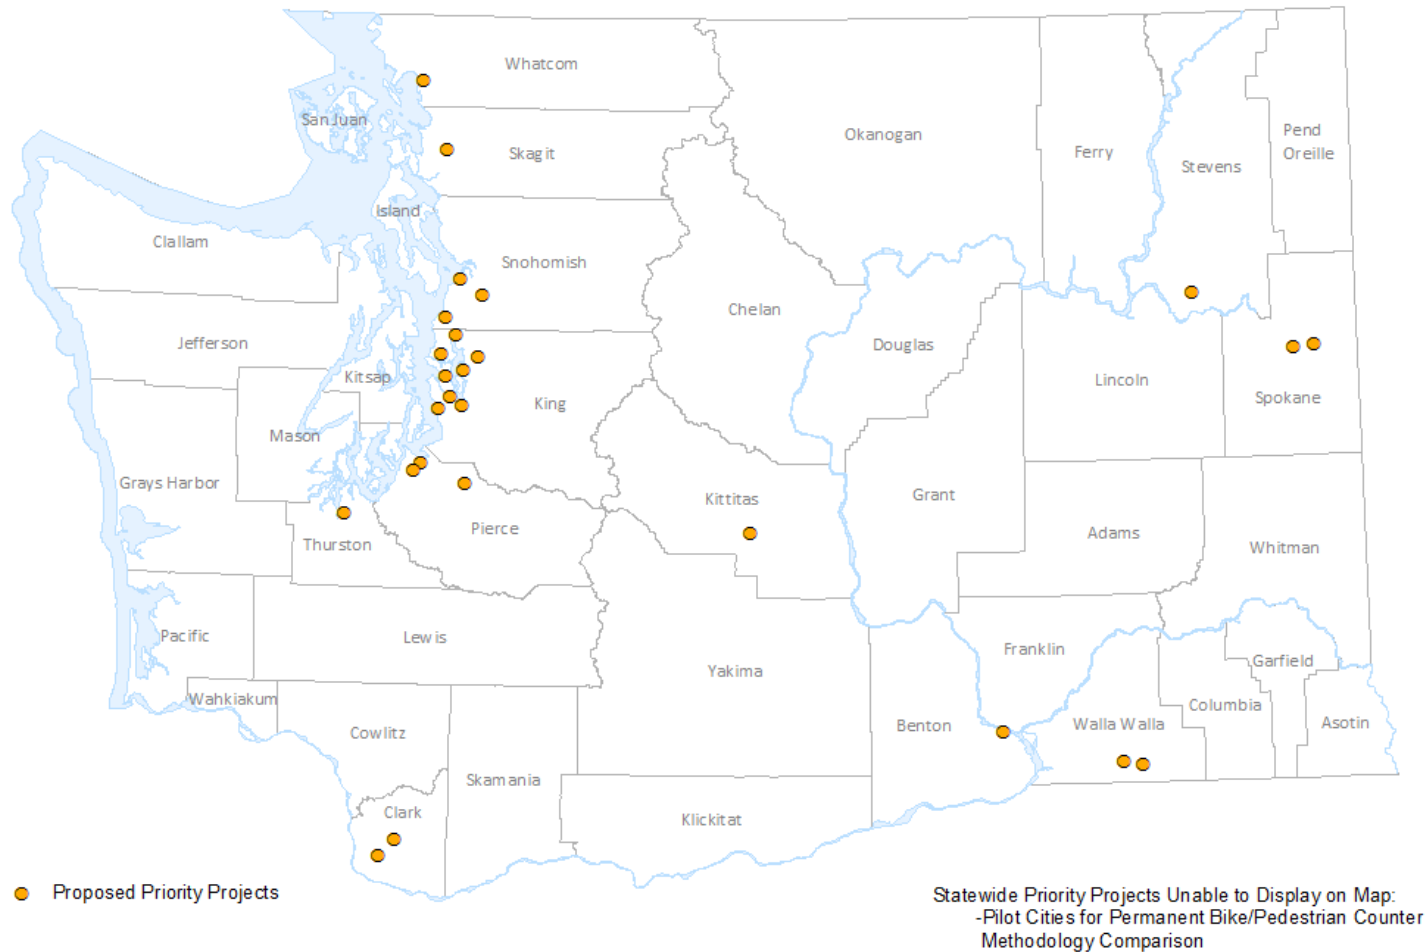 Whatcom
San Juan
Skagit
Okanogan
Ferry
Stevens
Pend
Oreille
Island
Clallam
Snohomish
Chelan
Jefferson
Kitsap
Douglas
Lincoln
Spokane
King
Mason
Grays Harbor
Kittitas
Grant
Pierce
Thurston
Adams
Whitman
Pacific
Lewis
Franklin
Garfield
Yakima
Wahkiakum
Columbia
Cowlitz
Benton
Walla Walla
Asotin
Skamania
Clark
Klickitat
Proposed Priority Projects
Statewide Priority Projects Unable to Display on Map:
-Pilot Cities for Permanent Bike/Pedestrian Counter
Methodology Comparison